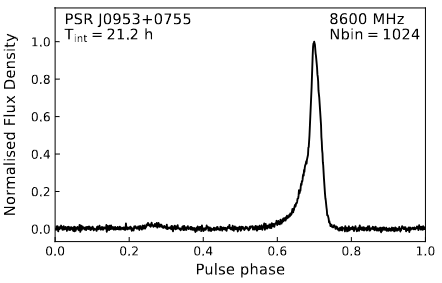 PSR J0953+0755
T_int = 21.2 h
8600 MHz
Nbin = 1024
Normalised Flux Density
1.0
0.8
0.6
0.4
0.2
0.0
0.0 0.2 0.4 0.6 0.8 1.0
Pulse phase